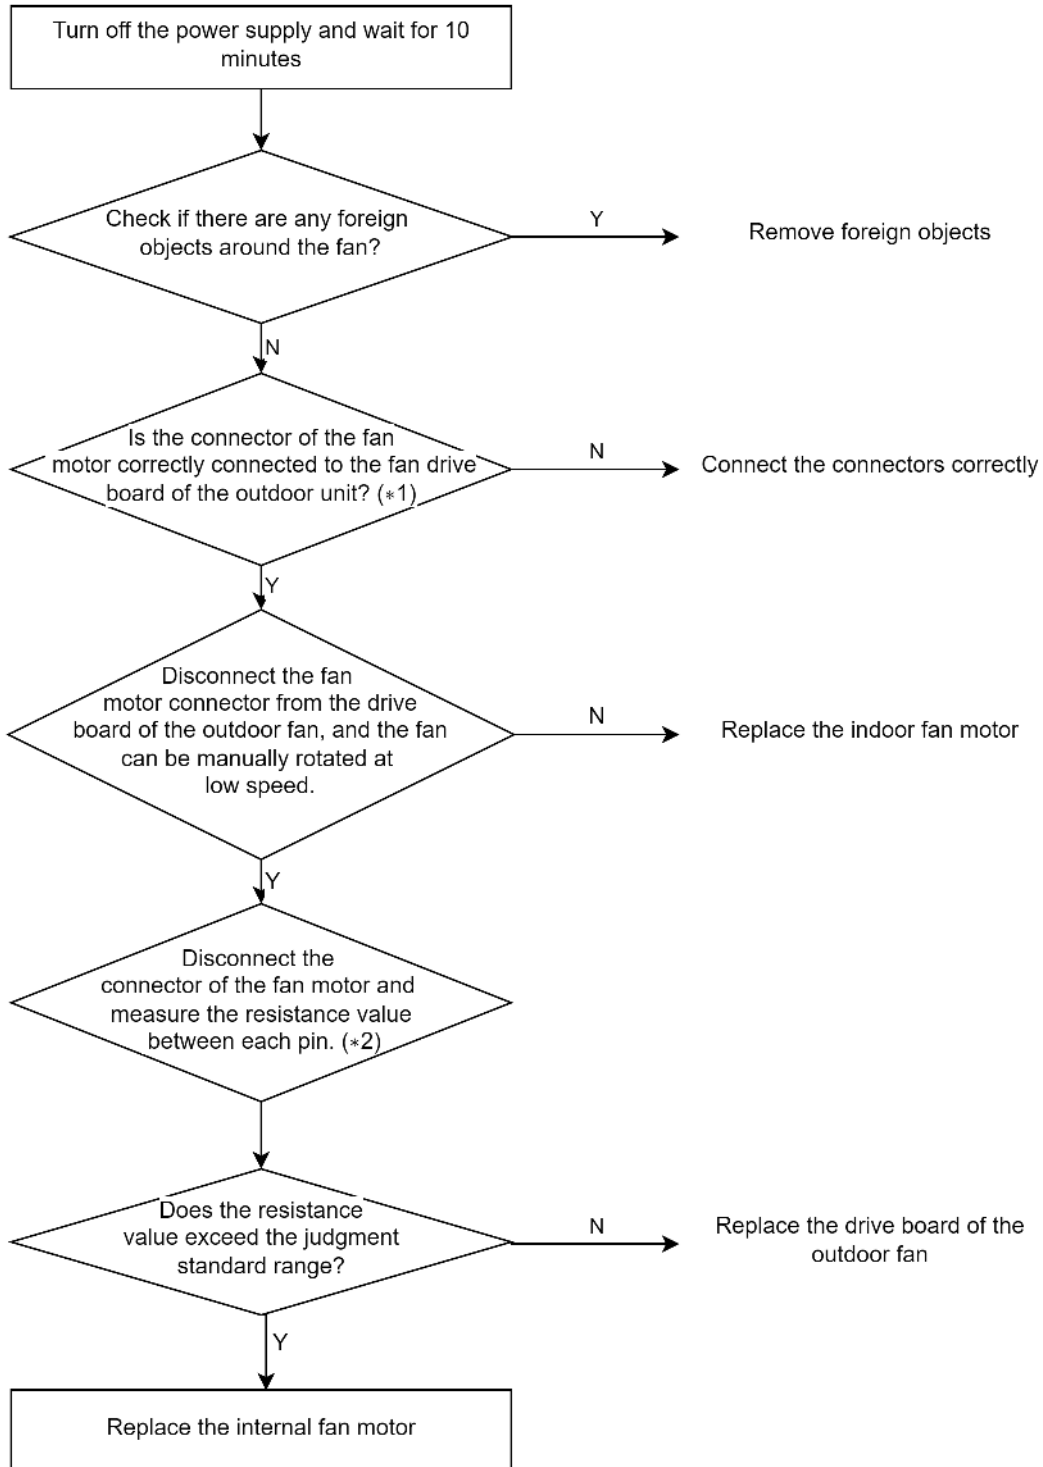 Turn off the power supply and wait for 10
minutes
Check if there are any foreign
objects around the fan?
Y
Remove foreign objects
N
Is the connector of the fan
motor correctly connected to the fan drive
board of the outdoor unit? (*1)
N
Connect the connectors correctly
Y
Disconnect the fan
motor connector from the drive
board of the outdoor fan, and the fan
can be manually rotated at
low speed.
N
Replace the indoor fan motor
Y
Disconnect the
connector of the fan motor and
measure the resistance value
between each pin. (*2)
Does the resistance
value exceed the judgment
standard range?
N
Replace the drive board of the
outdoor fan
Y
Replace the internal fan motor